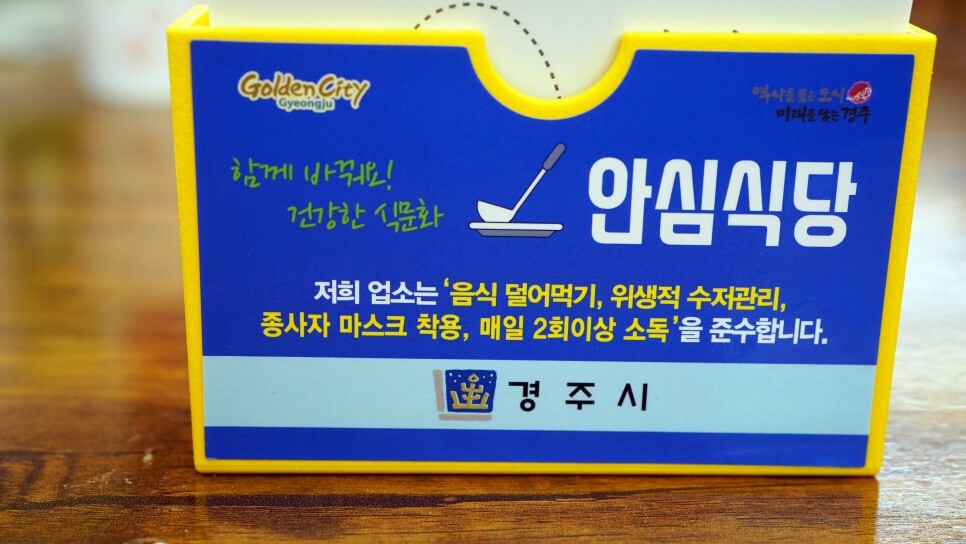 Golden City
Gyeongju
역사를 품은 도시
미래를 담는 경주
함께 바꿔요!
건강한 식문화
안심식당
저희 업소는 '음식 덜어먹기, 위생적 수저관리,
종사자 마스크 착용, 매일 2회이상 소독'을 준수합니다.
경주시